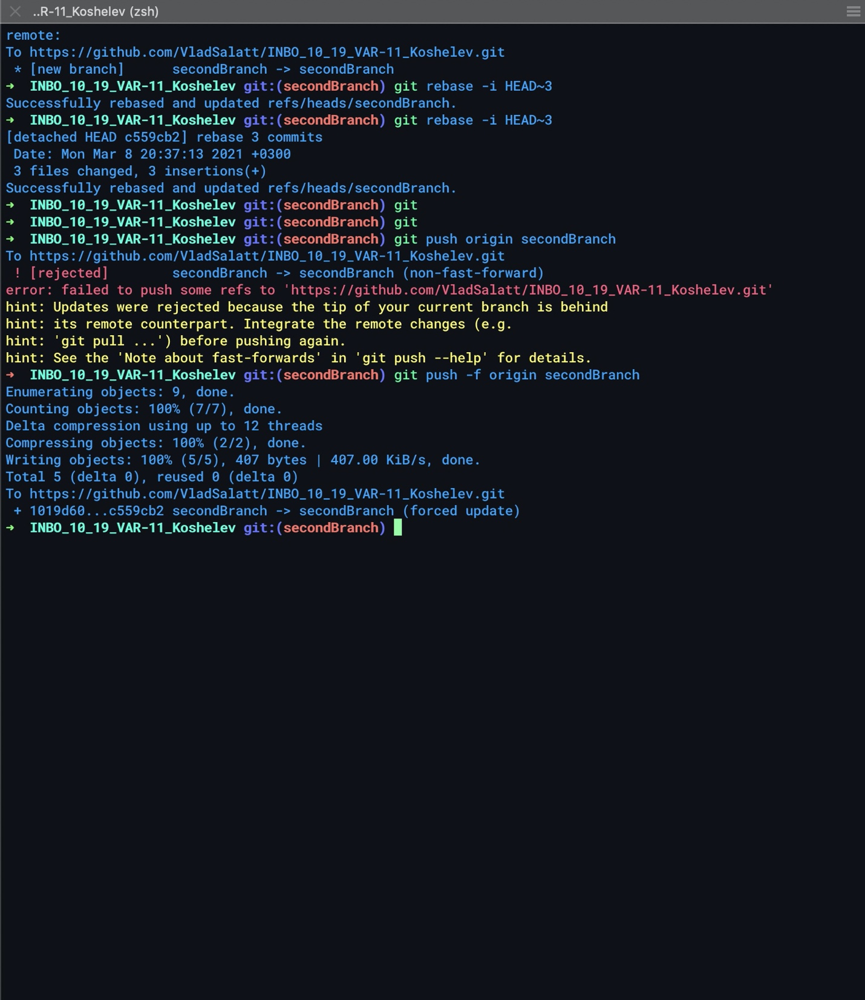 ..R-11_Koshelev (zsh)
remote:
To https://github.com/VladSalatt/INBO_10_19_VAR-11_Koshelev.git
 * [new branch]      secondBranch -> secondBranch
➜  INBO_10_19_VAR-11_Koshelev git:(secondBranch) git rebase -i HEAD~3
Successfully rebased and updated refs/heads/secondBranch.
➜  INBO_10_19_VAR-11_Koshelev git:(secondBranch) git rebase -i HEAD~3
[detached HEAD c559cb2] rebase 3 commits
 Date: Mon Mar 8 20:37:13 2021 +0300
 3 files changed, 3 insertions(+)
Successfully rebased and updated refs/heads/secondBranch.
➜  INBO_10_19_VAR-11_Koshelev git:(secondBranch) git
➜  INBO_10_19_VAR-11_Koshelev git:(secondBranch) git
➜  INBO_10_19_VAR-11_Koshelev git:(secondBranch) git push origin secondBranch
To https://github.com/VladSalatt/INBO_10_19_VAR-11_Koshelev.git
 ! [rejected]        secondBranch -> secondBranch (non-fast-forward)
error: failed to push some refs to 'https://github.com/VladSalatt/INBO_10_19_VAR-11_Koshelev.git'
hint: Updates were rejected because the tip of your current branch is behind
hint: its remote counterpart. Integrate the remote changes (e.g.
hint: 'git pull ...') before pushing again.
hint: See the 'Note about fast-forwards' in 'git push --help' for details.
➜  INBO_10_19_VAR-11_Koshelev git:(secondBranch) git push -f origin secondBranch
Enumerating objects: 9, done.
Counting objects: 100% (7/7), done.
Delta compression using up to 12 threads
Compressing objects: 100% (2/2), done.
Writing objects: 100% (5/5), 407 bytes | 407.00 KiB/s, done.
Total 5 (delta 0), reused 0 (delta 0)
To https://github.com/VladSalatt/INBO_10_19_VAR-11_Koshelev.git
 + 1019d60...c559cb2 secondBranch -> secondBranch (forced update)
➜  INBO_10_19_VAR-11_Koshelev git:(secondBranch)